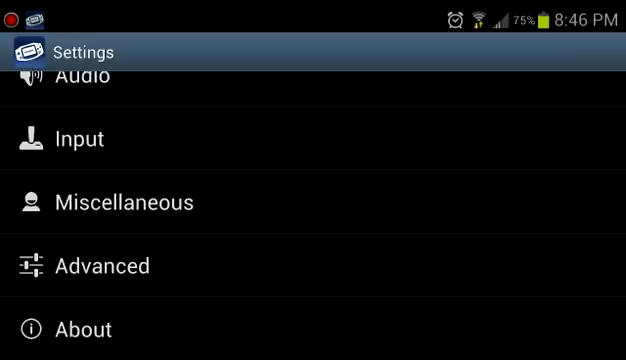 75% 8:46 PM
Settings
Audio
Input
Miscellaneous
Advanced
About